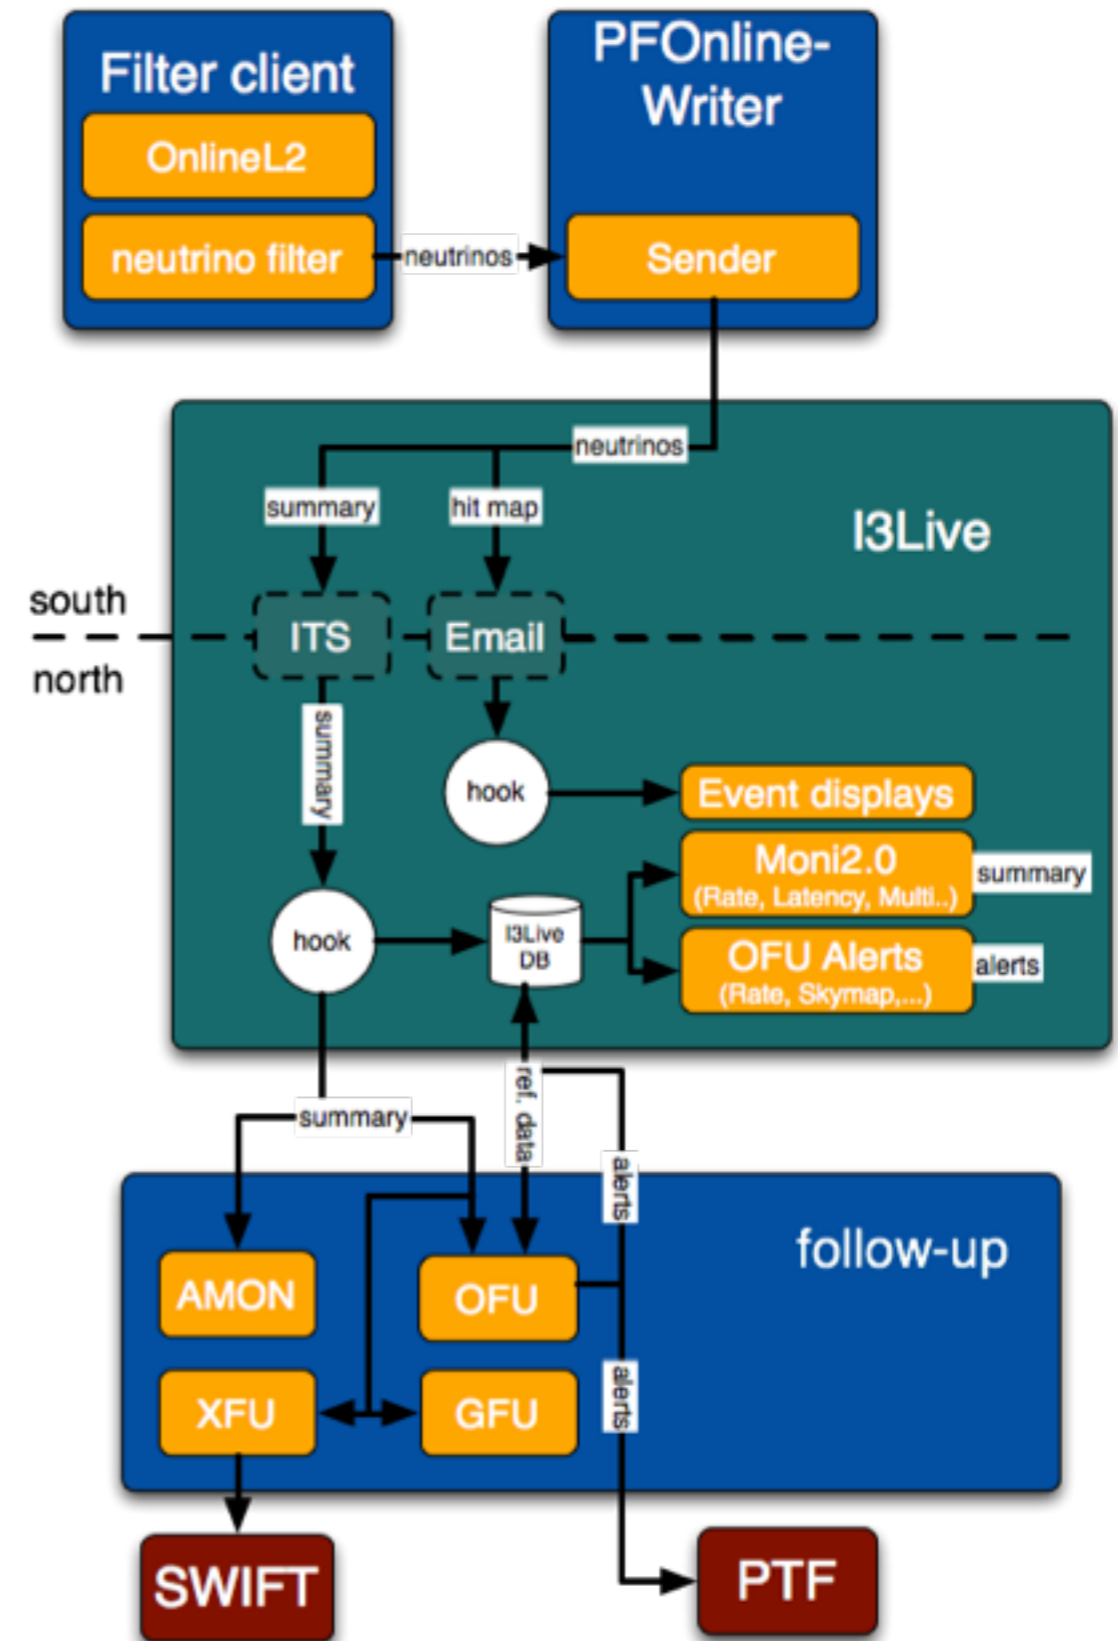 Filter client
OnlineL2
neutrino filter
neutrinos
PFOnline-
Writer
Sender
neutrinos
summary
hit map
I3Live
south
north
ITS
Email
summary
hook
Event displays
Moni2.0
(Rate, Latency, Multi..)
summary
hook
I3Live
DB
OFU Alerts
(Rate, Skymap,...)
alerts
ref. data
summary
alerts
follow-up
AMON
OFU
XFU
GFU
alerts
SWIFT
PTF